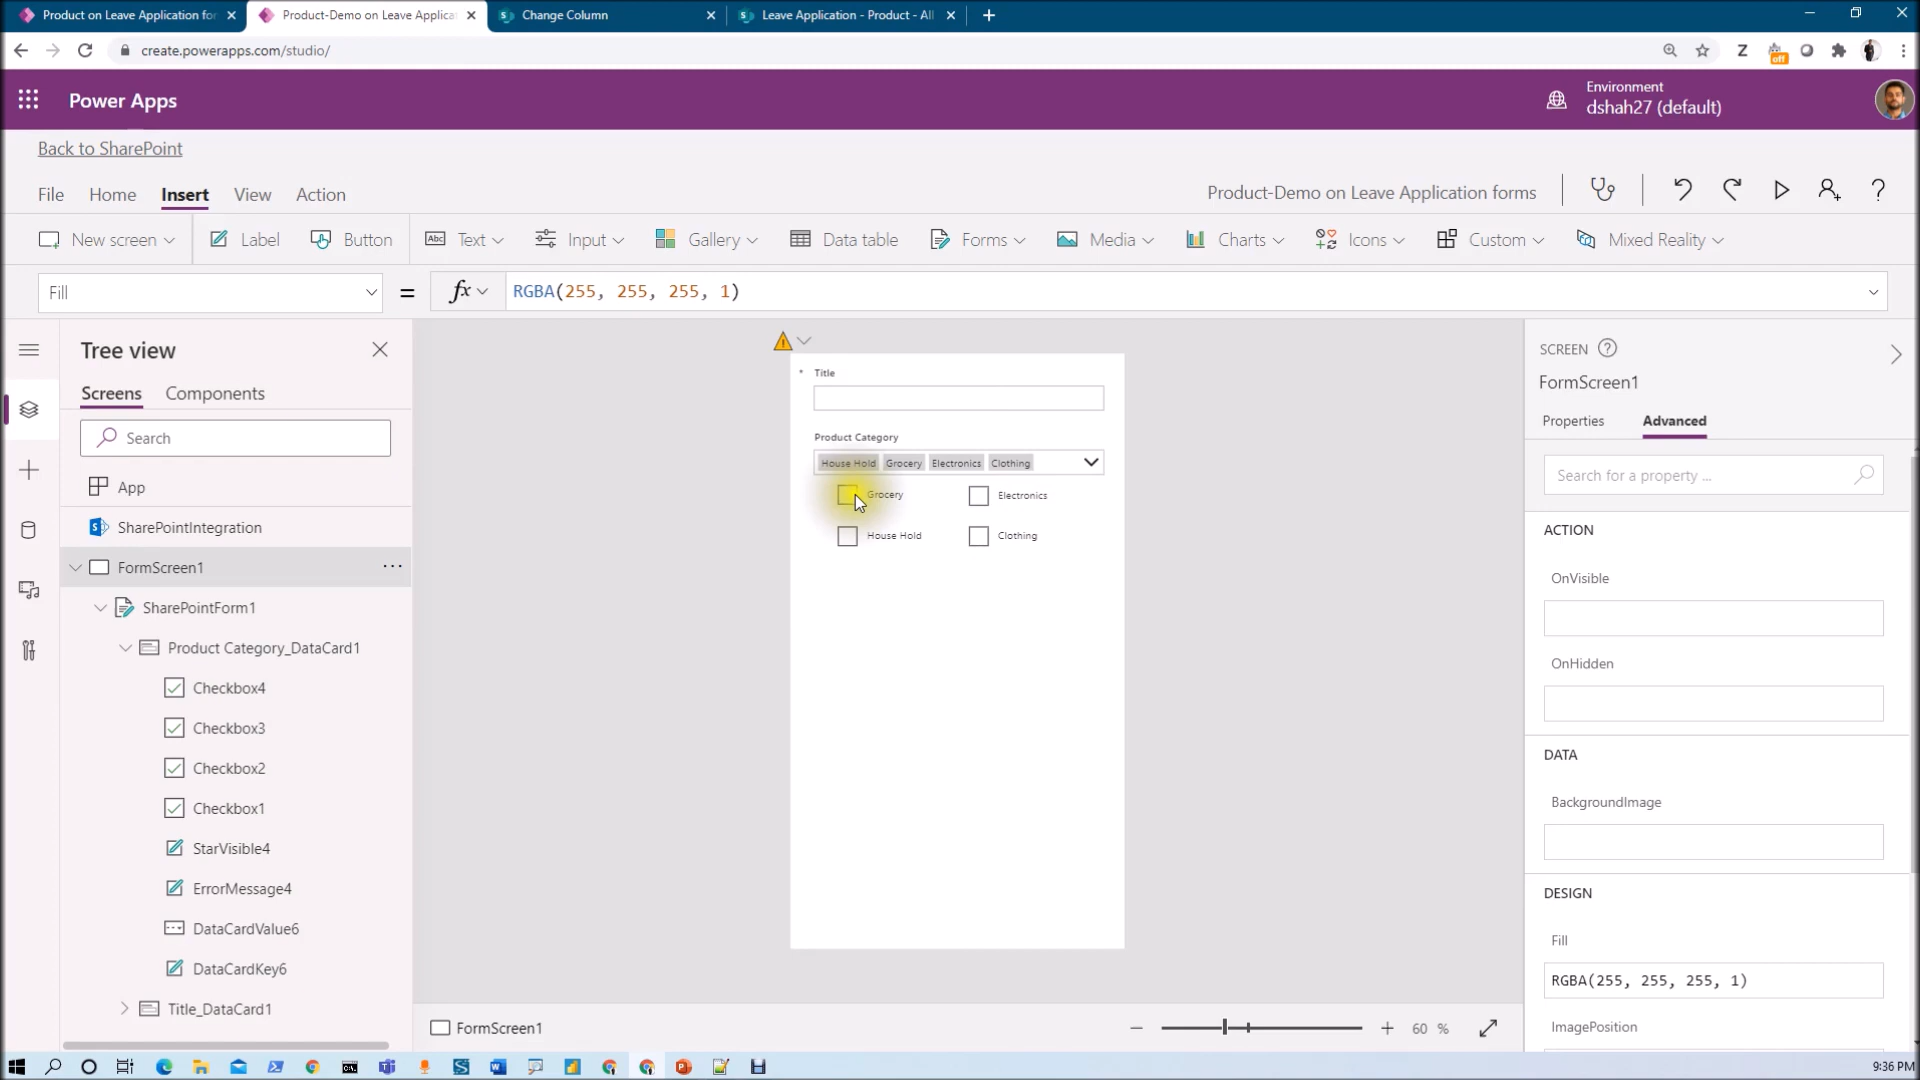 Product on Leave Application for
Product-Demo on Leave Applica
Change Column
Leave Application - Product - All
create.powerapps.com/studio/
Z
off
Power Apps
Environment
dshah27 (default)
Back to SharePoint
File Home Insert View Action
Product-Demo on Leave Application forms
?
New screen Label Button Abc Text Input Gallery Data table Forms Media Charts Icons Custom Mixed Reality
Fill = fx RGBA(255, 255, 255, 1)
Tree view
Screens Components
Search
App
SharePointIntegration
FormScreen1 ...
SharePointForm1
Product Category_DataCard1
Checkbox4
Checkbox3
Checkbox2
Checkbox1
StarVisible4
ErrorMessage4
DataCardValue6
DataCardKey6
Title_DataCard1
* Title
Product Category
House Hold Grocery Electronics Clothing
Grocery Electronics
House Hold Clothing
FormScreen1
60 %
SCREEN ?
FormScreen1
Properties Advanced
Search for a property ...
ACTION
OnVisible
OnHidden
DATA
BackgroundImage
DESIGN
Fill
RGBA(255, 255, 255, 1)
ImagePosition
9:36 PM